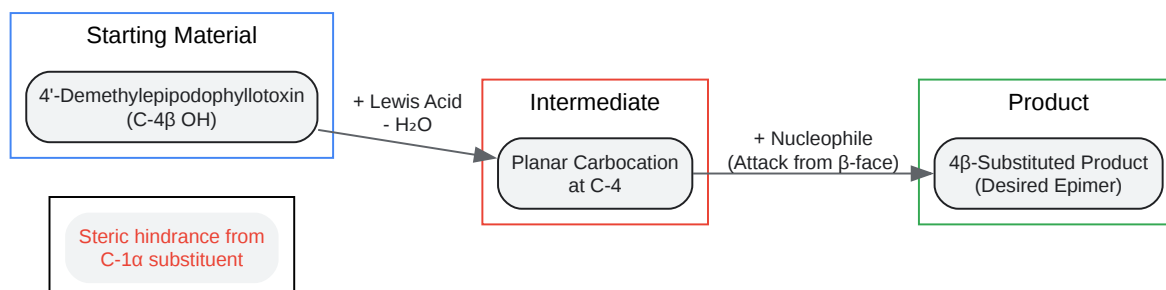 Starting Material
4'-Demethylepipodophyllotoxin
(C-4β OH)
+ Lewis Acid
- H₂O
Intermediate
Planar Carbocation
at C-4
+ Nucleophile
(Attack from β-face)
Product
4β-Substituted Product
(Desired Epimer)
Steric hindrance from
C-1α substituent